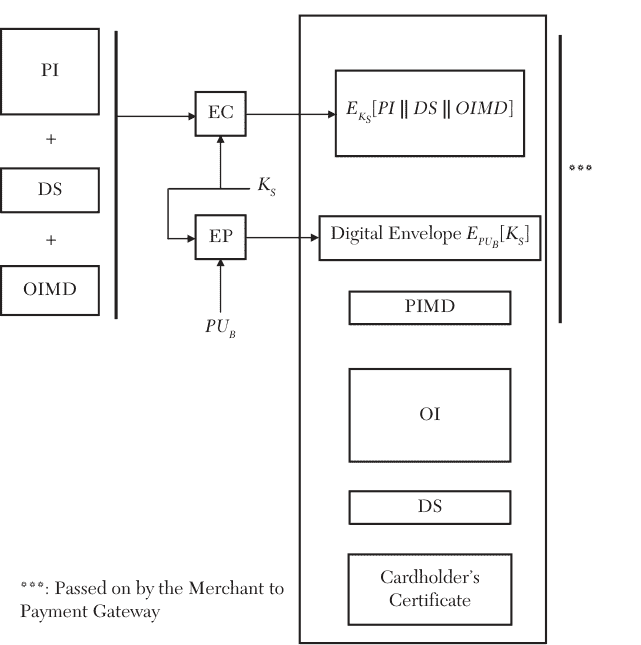 PI
+
DS
+
OIMD
EC
K_S
EP
PU_B
E_{K_S}[PI || DS || OIMD]
Digital Envelope E_{PU_B}[K_S]
PIMD
OI
DS
Cardholder's
Certificate
***
***: Passed on by the Merchant to
Payment Gateway